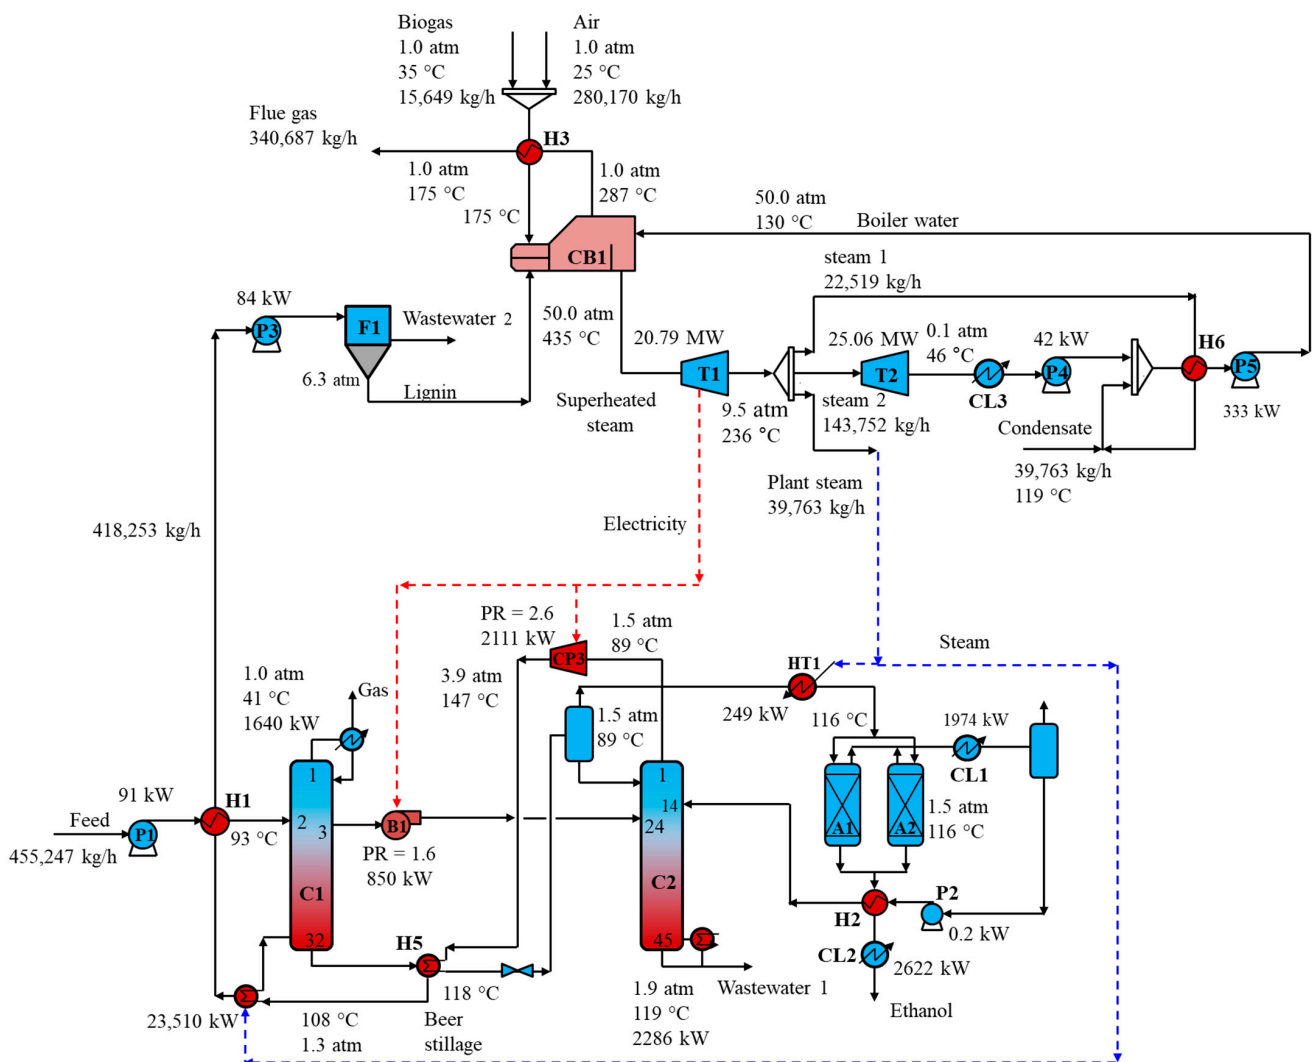 Biogas
1.0 atm
35 °C
15,649 kg/h
Air
1.0 atm
25 °C
280,170 kg/h
Flue gas
340,687 kg/h
H3
1.0 atm
175 °C
1.0 atm
287 °C
175 °C
50.0 atm
130 °C
Boiler water
CB1
steam 1
22,519 kg/h
84 kW
P3
F1
Wastewater 2
6.3 atm
Lignin
50.0 atm
435 °C
20.79 MW
T1
Superheated
steam
9.5 atm
236 °C
25.06 MW
T2
steam 2
143,752 kg/h
0.1 atm
46 °C
CL3
42 kW
P4
H6
P5
333 kW
Condensate
39,763 kg/h
119 °C
Plant steam
39,763 kg/h
418,253 kg/h
Electricity
PR = 2.6
2111 kW
CP3
1.5 atm
89 °C
Steam
HT1
249 kW
116 °C
1.0 atm
41 °C
1640 kW
Gas
3.9 atm
147 °C
1.5 atm
89 °C
1974 kW
CL1
91 kW
H1
Feed
P1
455,247 kg/h
93 °C
1
2
3
C1
32
B1
PR = 1.6
850 kW
1
14
24
C2
45
A1
A2
1.5 atm
116 °C
P2
H2
0.2 kW
CL2
2622 kW
Ethanol
H5
118 °C
23,510 kW
108 °C
1.3 atm
Beer
stillage
1.9 atm
119 °C
2286 kW
Wastewater 1